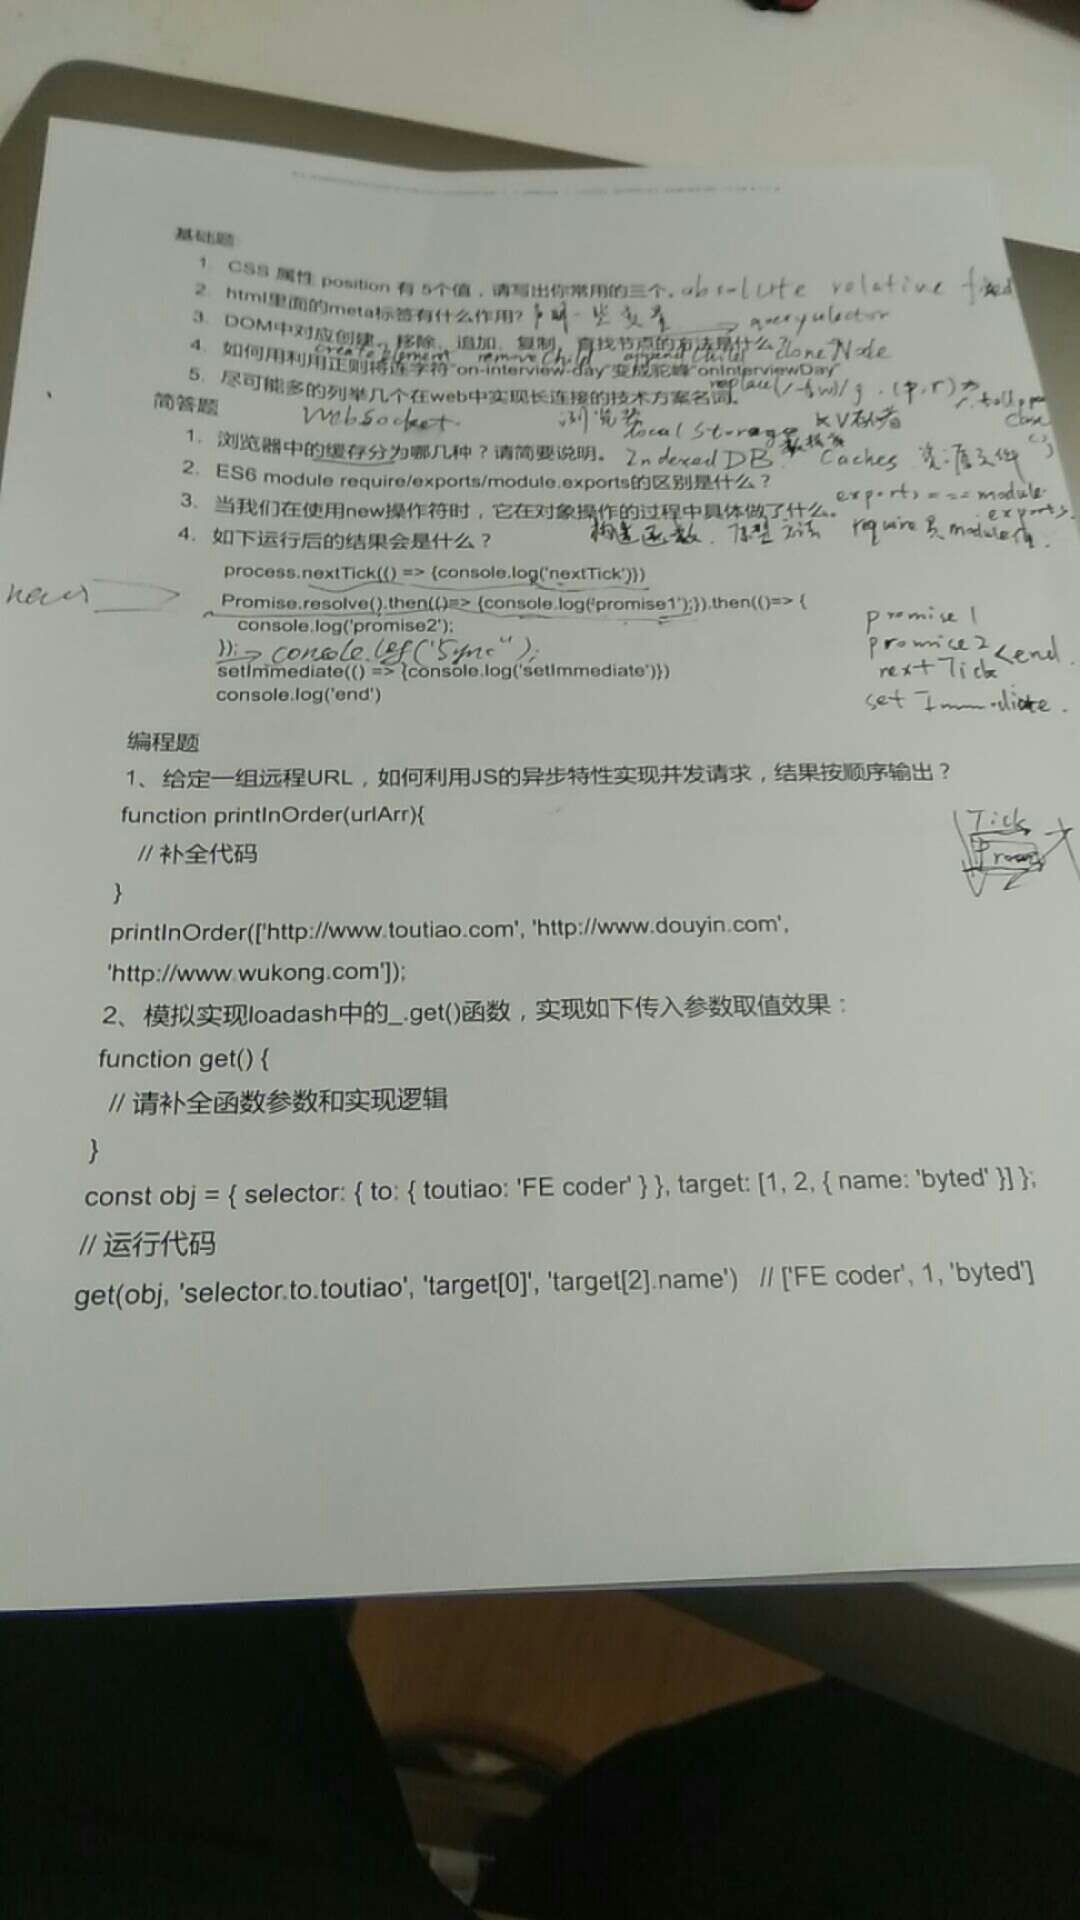 基础题
1. CSS 属性 position 有 5个值，请写出你常用的三个. absolute relative fixed
2. html里面的meta标签有什么作用?
queryselector
3. DOM中对应创建、移除、追加、复制、查找节点的方法是什么?
createElement removeChild cloneNode
4. 如何用利用正则将连字符"on-interview-day"变成驼峰"onInterviewDay"
5. 尽可能多的列举几个在web中实现长连接的技术方案名词。
WebSocket
简答题
浏览器 local storage KV存储
1. 浏览器中的缓存分为哪几种？请简要说明。 IndexedDB 数据库 Caches 资源文件
2. ES6 module require/exports/module.exports的区别是什么？
exports === module.exports
3. 当我们在使用new操作符时，它在对象操作的过程中具体做了什么。
构造函数. 原型方法
4. 如下运行后的结果会是什么？
process.nextTick(() => {console.log('nextTick')})
Promise.resolve().then(()=> {console.log('promise1');}).then(()=> {
console.log('promise2');
});
console.log("Sync");
setImmediate(() => {console.log('setImmediate')})
console.log('end')
new
promise 1
promise 2 < end.
next Tick
set Immediate.
编程题
1、给定一组远程URL，如何利用JS的异步特性实现并发请求，结果按顺序输出？
function printInOrder(urlArr){
Tick
// 补全代码
}
printInOrder(['http://www.toutiao.com', 'http://www.douyin.com',
'http://www.wukong.com']);
2、模拟实现loadash中的_.get()函数，实现如下传入参数取值效果：
function get() {
// 请补全函数参数和实现逻辑
}
const obj = { selector: { to: { toutiao: 'FE coder' } }, target: [1, 2, { name: 'byted' }] };
// 运行代码
get(obj, 'selector.to.toutiao', 'target[0]', 'target[2].name') // ['FE coder', 1, 'byted']